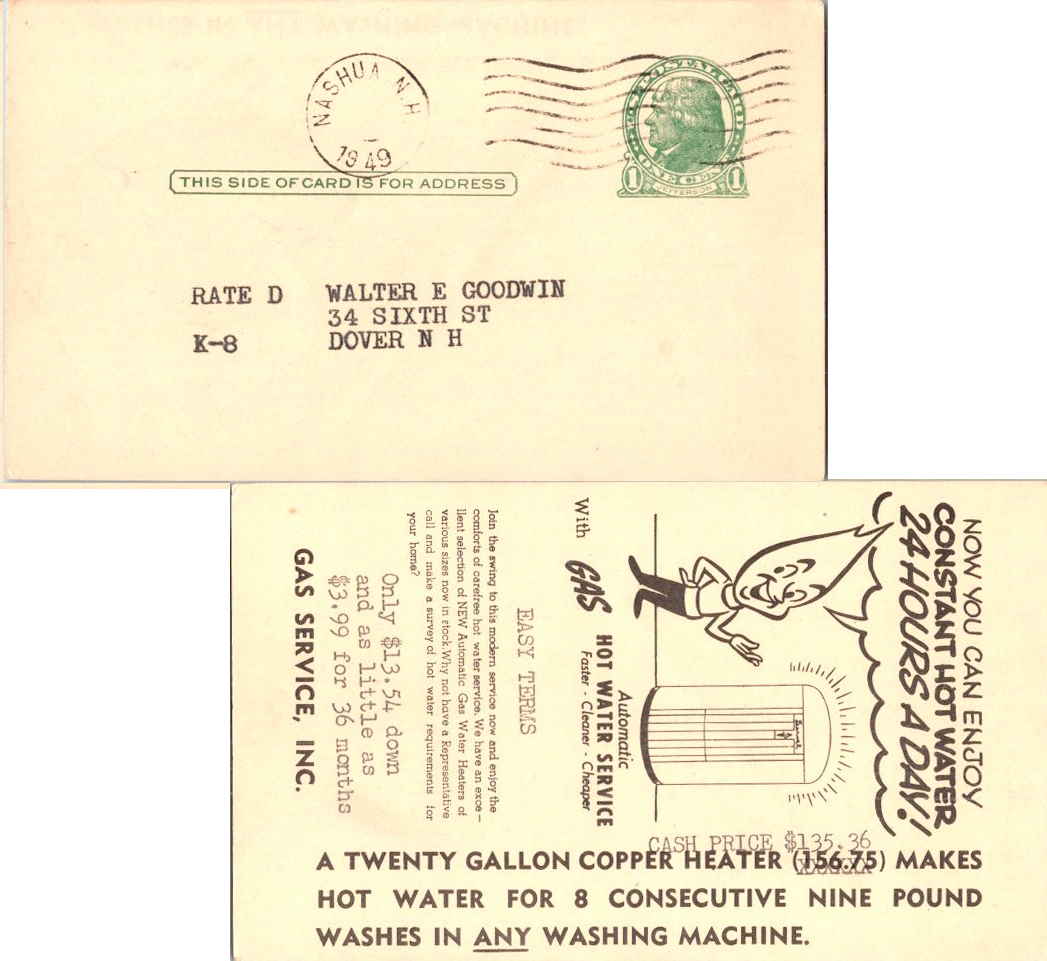 NASHUA N.H
1949
U.S. POSTAL CARD
1 ONE CENT 1
JEFFERSON
THIS SIDE OF CARD IS FOR ADDRESS
RATE D WALTER E GOODWIN
34 SIXTH ST
K-8 DOVER N H
NOW YOU CAN ENJOY
CONSTANT HOT WATER
24 HOURS A DAY!!
With GAS HOT WATER SERVICE
Automatic
Faster - Cleaner - Cheaper
EASY TERMS
Join the swing to this modern service now and enjoy the
comforts of carefree hot water service. We have an exce-
llent selection of NEW Automatic Gas Water Heaters of
various sizes now in stock. Why not have a Representative
call and make a survey of hot water requirements for
your home?
Only $13.54 down
and as little as
$3.99 for 36 months
GAS SERVICE, INC.
CASH PRICE $135.36
A TWENTY GALLON COPPER HEATER (156.75) MAKES
HOT WATER FOR 8 CONSECUTIVE NINE POUND
WASHES IN ANY WASHING MACHINE.